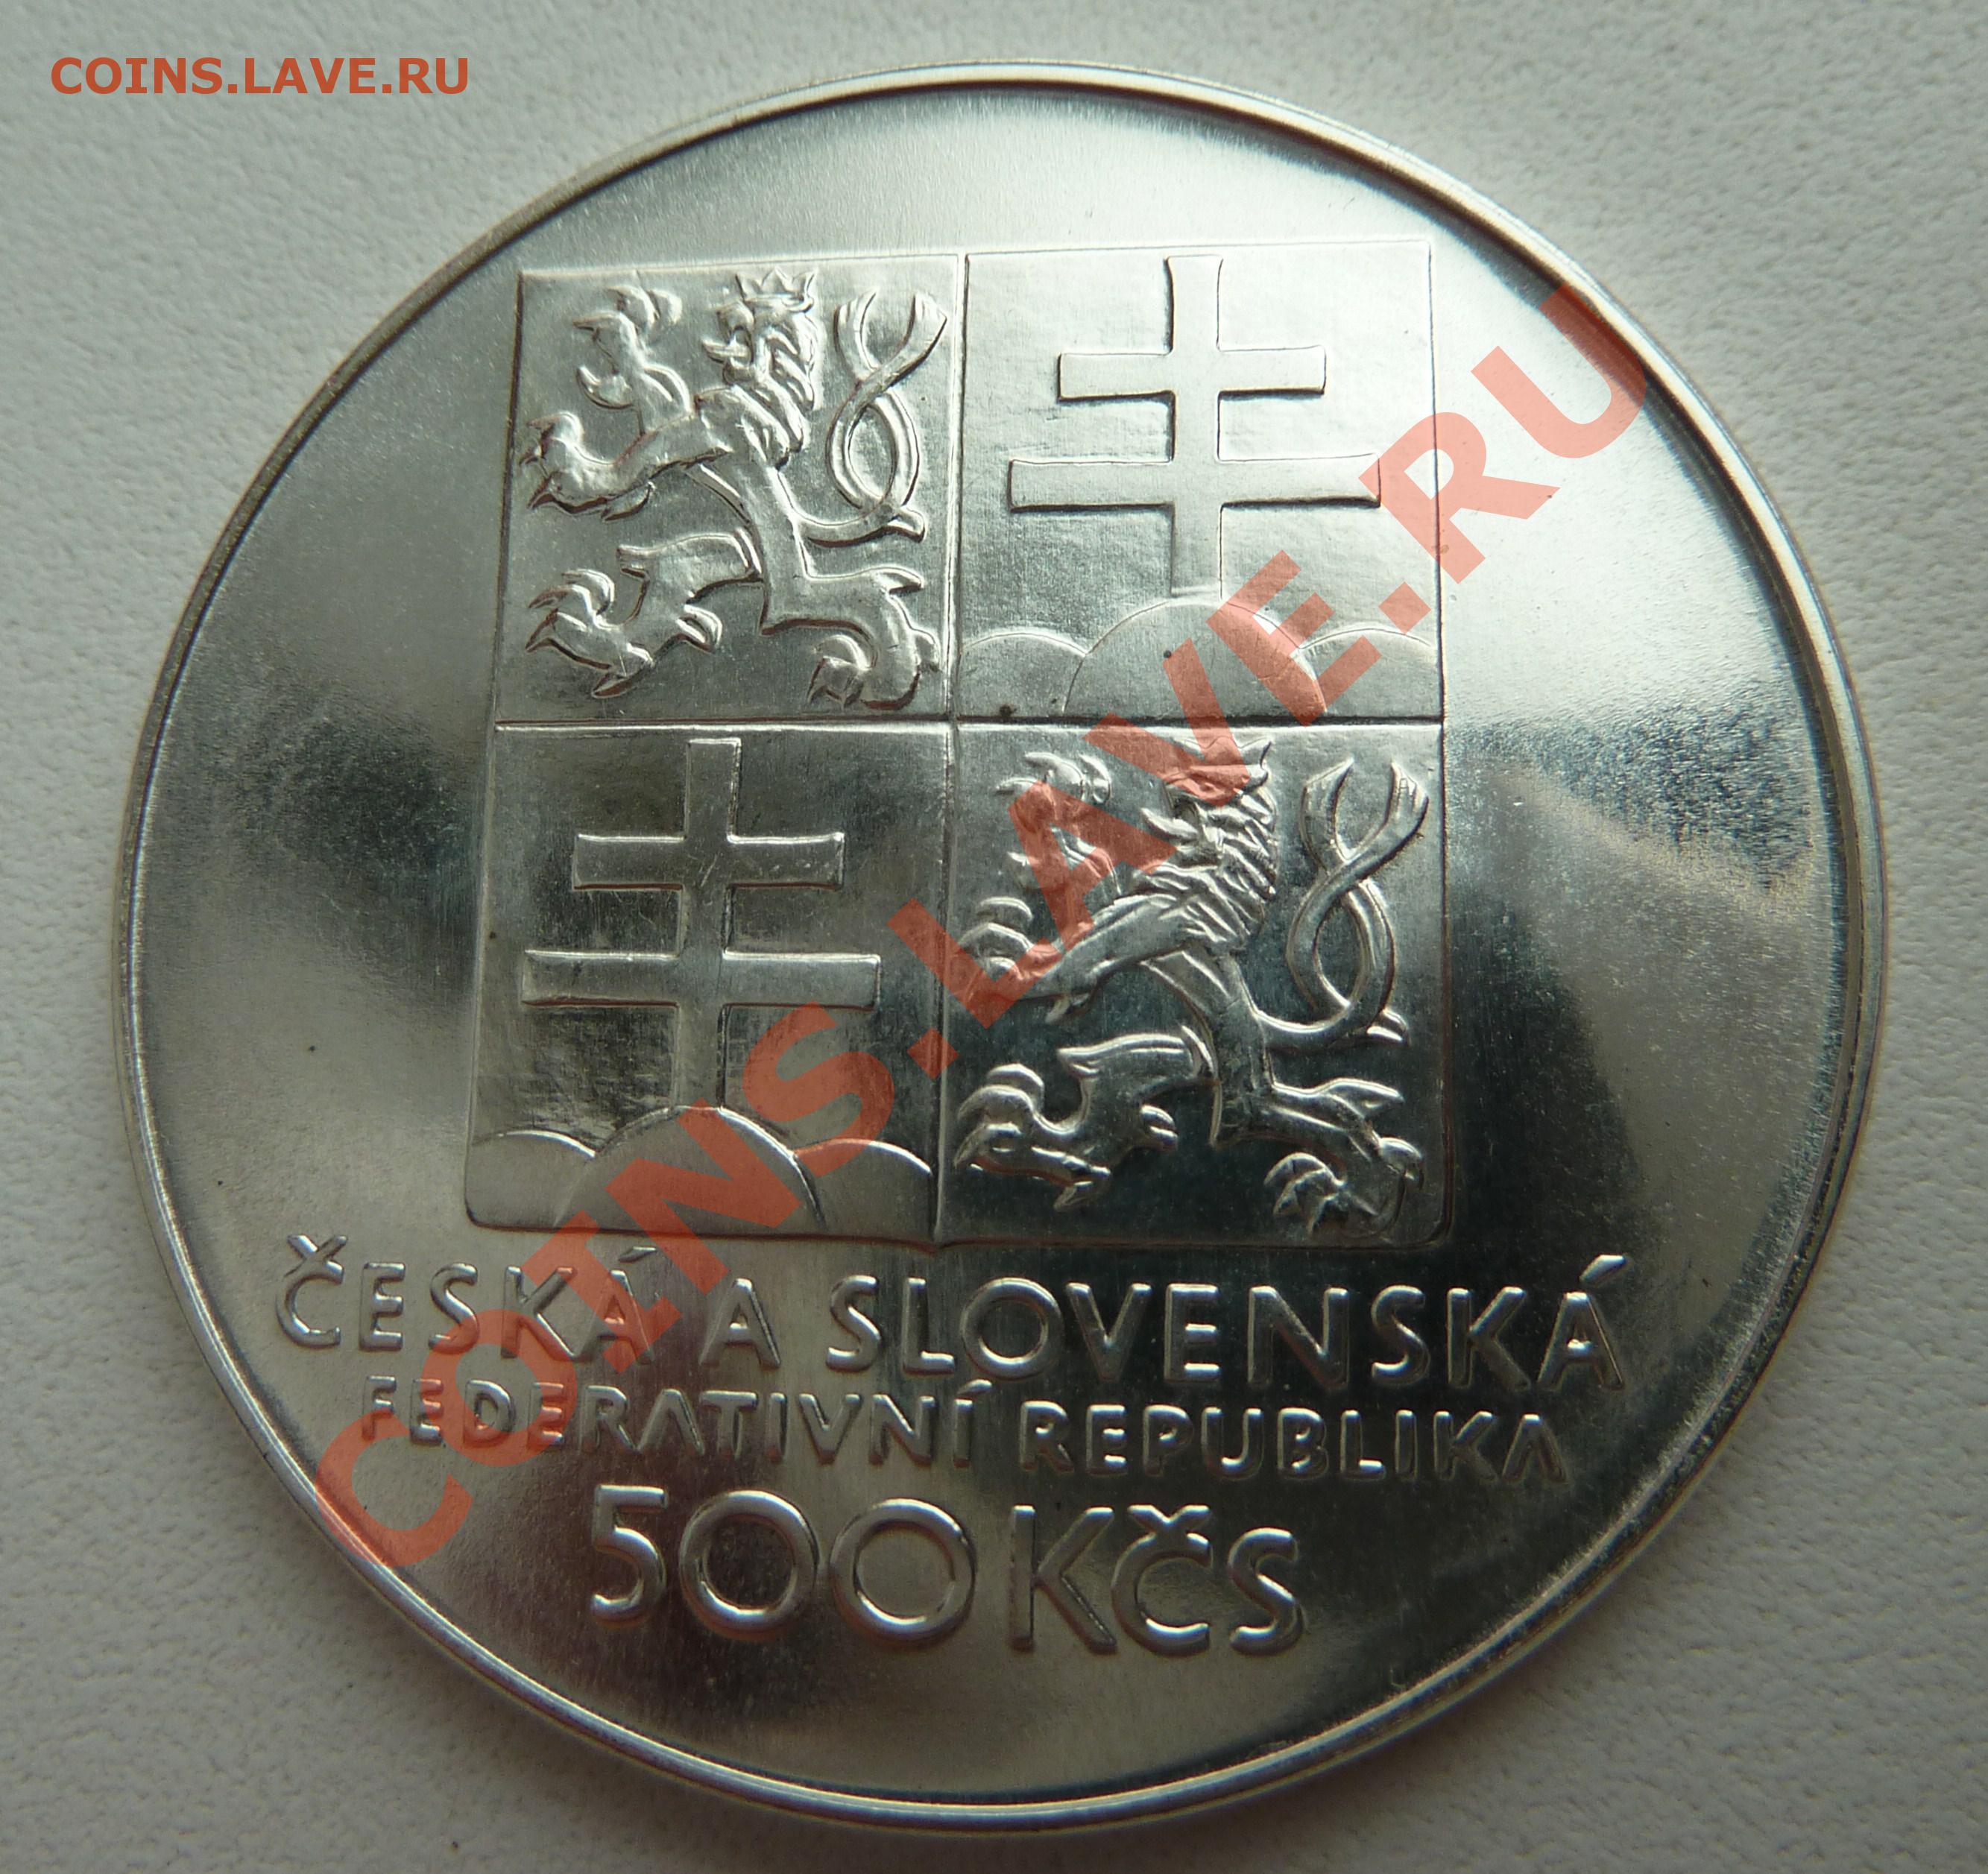 COINS.LAVE.RU
COINS.LAVE.RU
ČESKÁ A SLOVENSKÁ
FEDERATIVNÍ REPUBLIKA
500 KČS